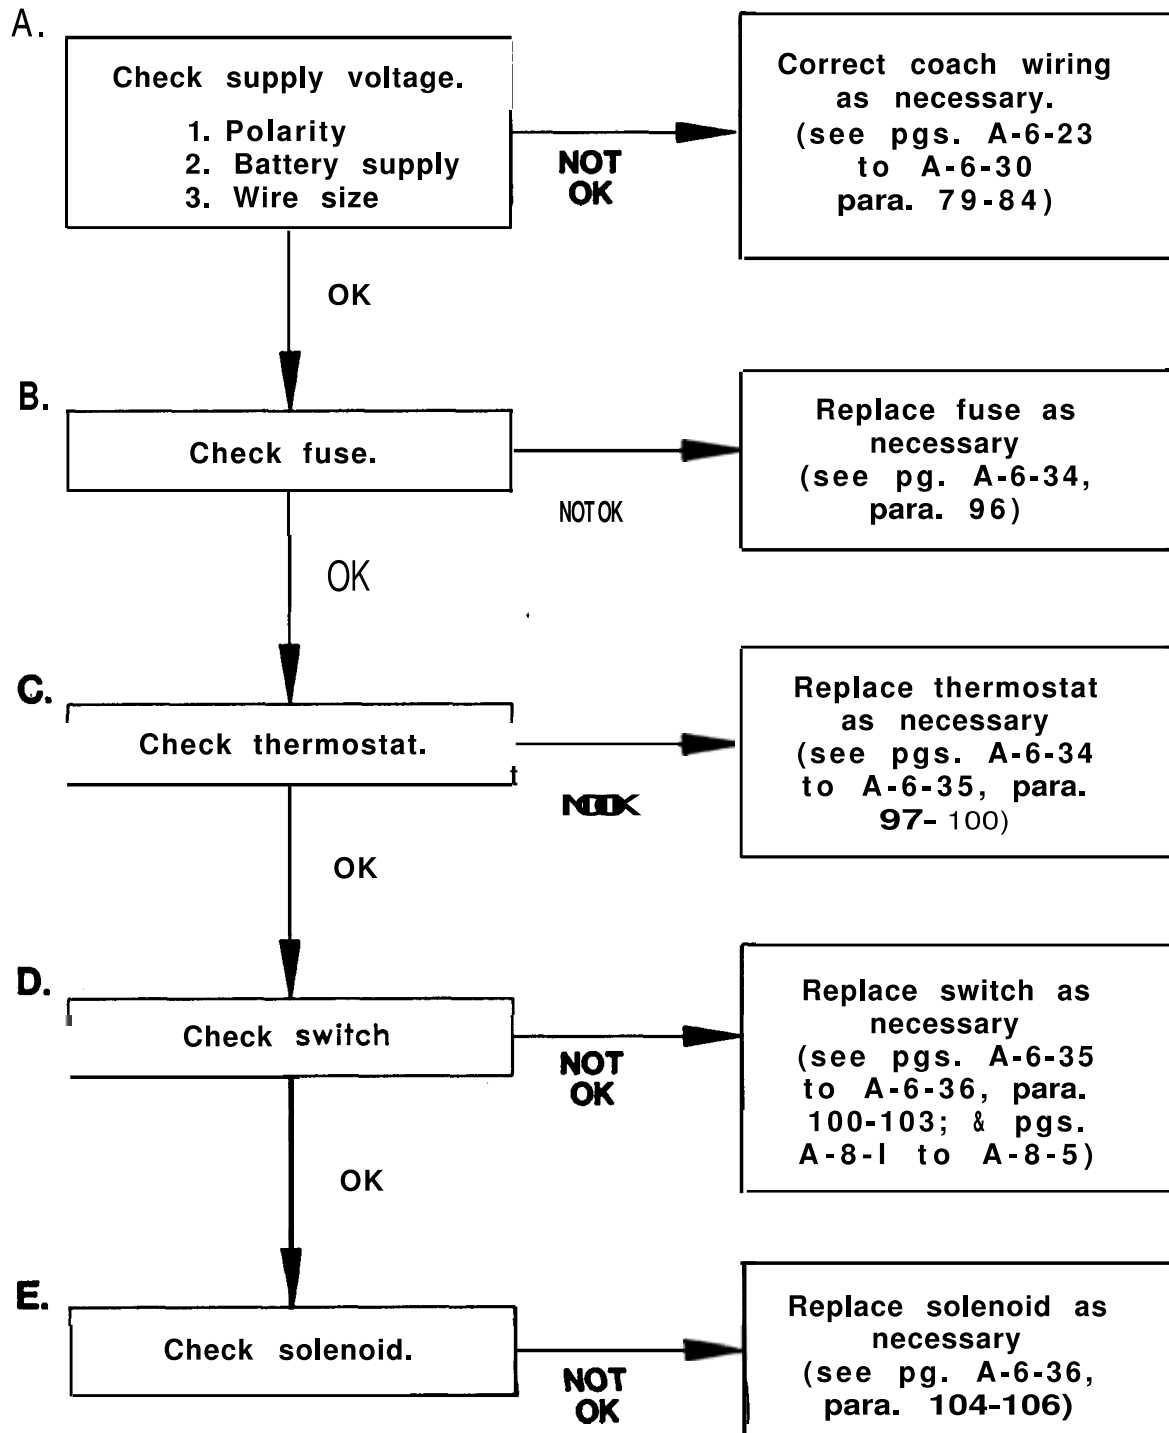 A.
Check supply voltage.
1. Polarity
2. Battery supply
3. Wire size
NOT
OK
Correct coach wiring
as necessary.
(see pgs. A-6-23
to A-6-30
para. 79-84)
OK
B.
Check fuse.
NOT OK
Replace fuse as
necessary
(see pg. A-6-34,
para. 96)
OK
C.
Check thermostat.
Replace thermostat
as necessary
(see pgs. A-6-34
to A-6-35, para.
97- 100)
OK
D.
Check switch
NOT
OK
Replace switch as
necessary
(see pgs. A-6-35
to A-6-36, para.
100-103; & pgs.
A-8-I to A-8-5)
OK
E.
Check solenoid.
NOT
OK
Replace solenoid as
necessary
(see pg. A-6-36,
para. 104-106)